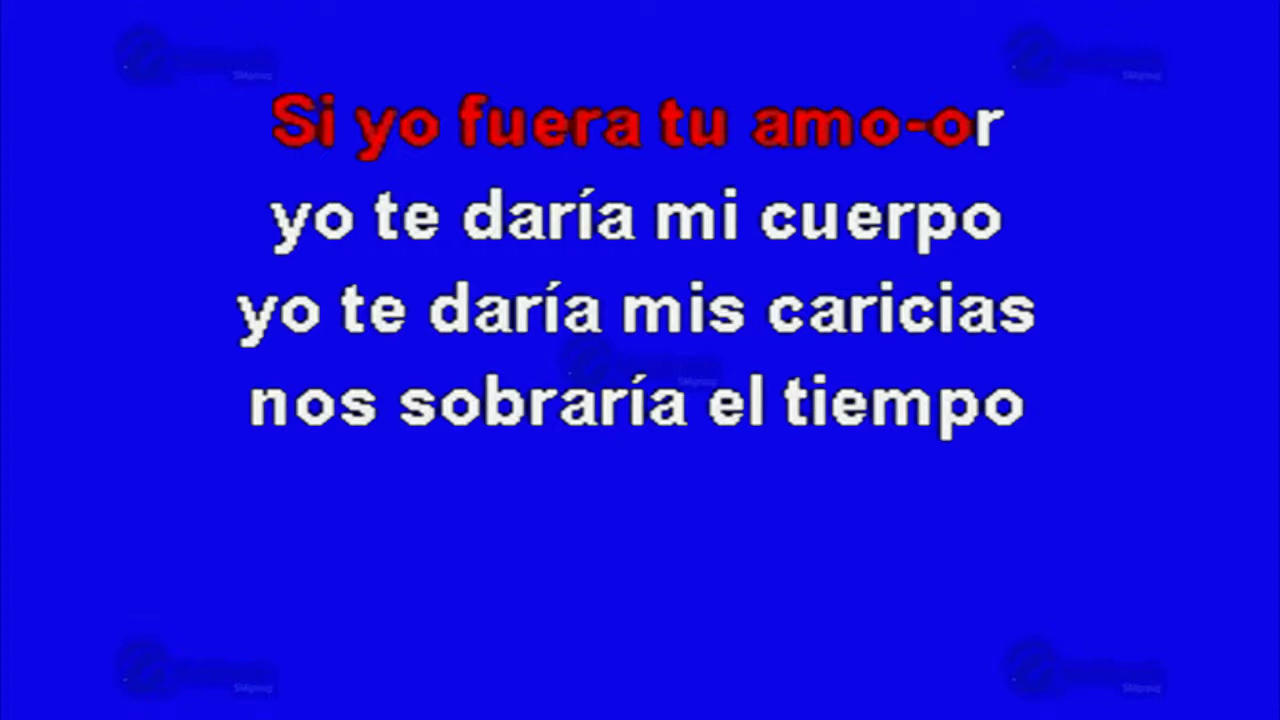 Si yo fuera tu amo-or
yo te daría mi cuerpo
yo te daría mis caricias
nos sobraría el tiempo